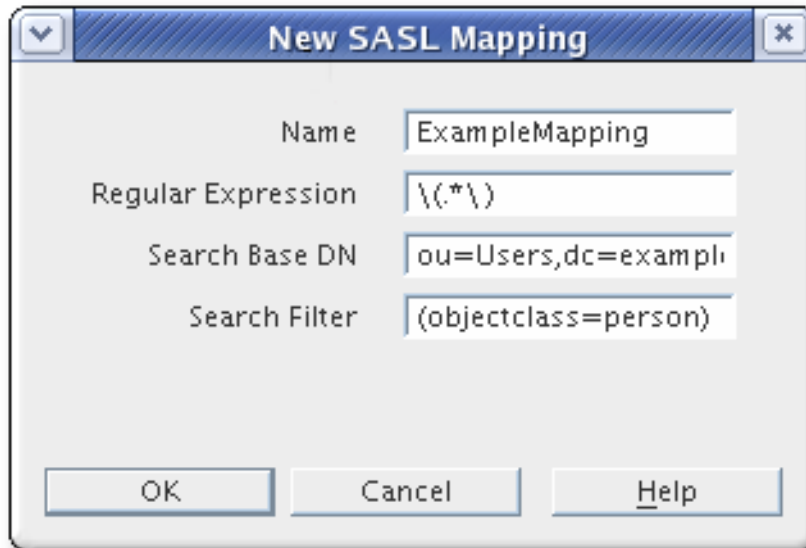 New SASL Mapping
Name ExampleMapping
Regular Expression \(.*\)
Search Base DN ou=Users,dc=exampl
Search Filter (objectclass=person)
OK Cancel Help